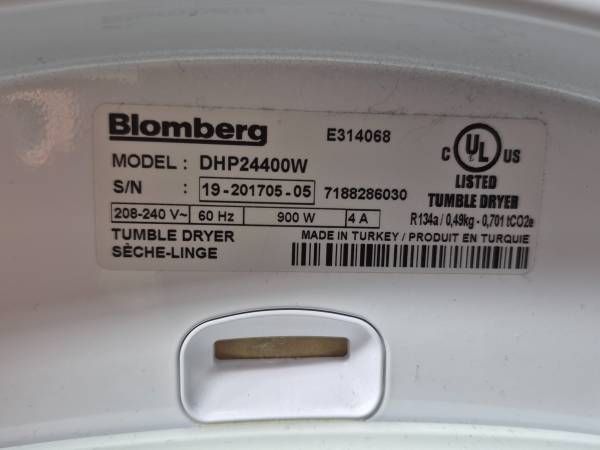 Blomberg E314068
MODEL : DHP24400W
S/N : 19-201705-05 7188286030
208-240 V~ 60 Hz 900 W 4 A
TUMBLE DRYER
SÈCHE-LINGE
C UL US
LISTED
TUMBLE DRYER
R134a / 0,49kg - 0,701 tCO2e
MADE IN TURKEY / PRODUIT EN TURQUIE